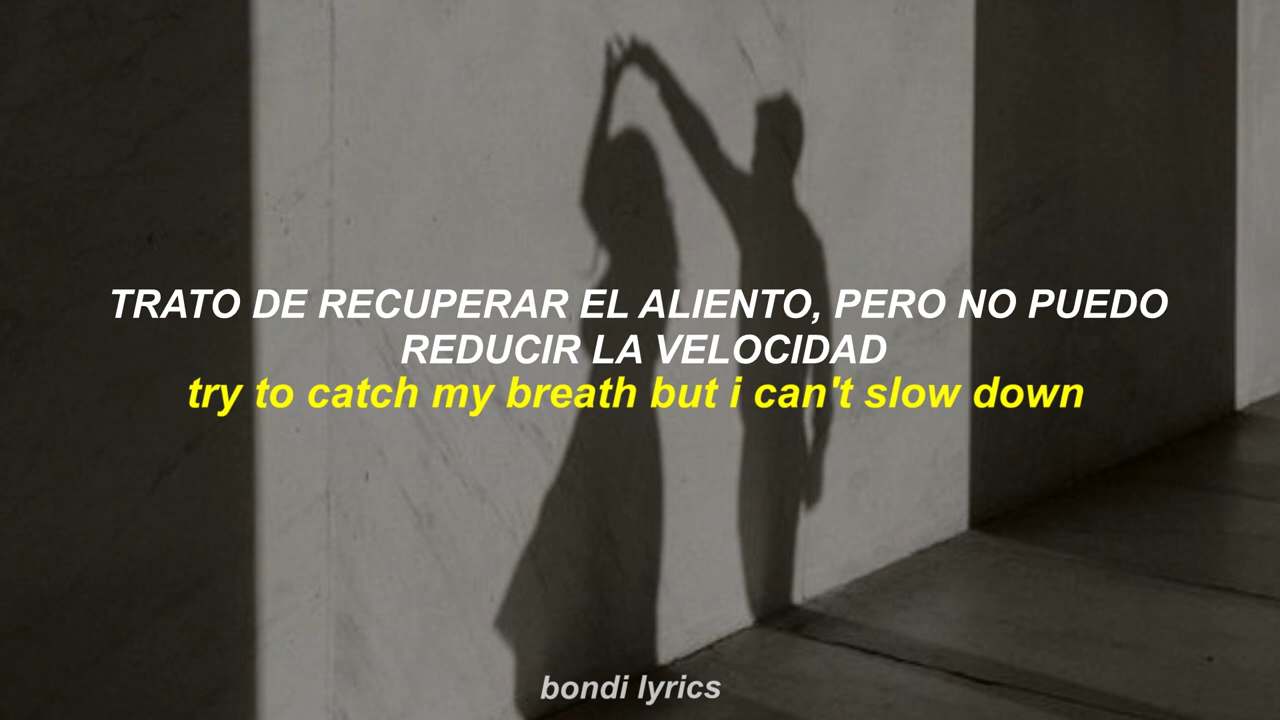 TRATO DE RECUPERAR EL ALIENTO, PERO NO PUEDO
REDUCIR LA VELOCIDAD
try to catch my breath but i can't slow down
bondi lyrics